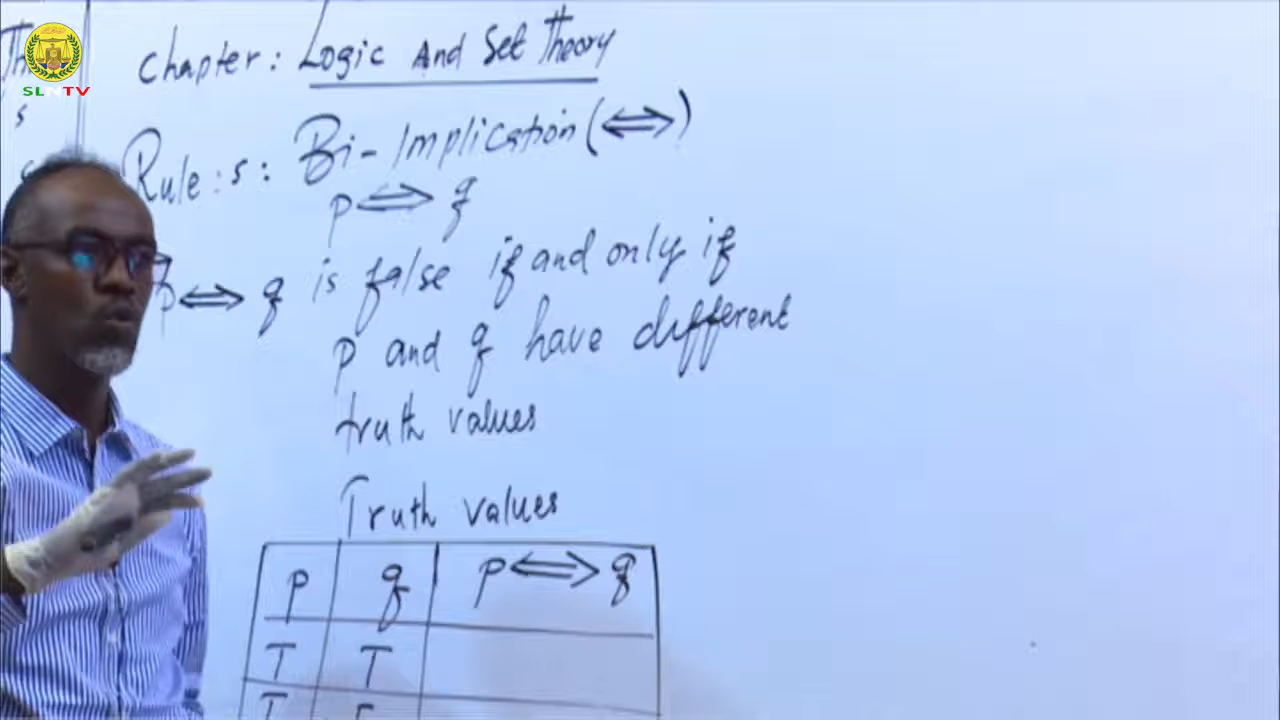 SLNTV
Chapter: Logic And Set Theory
Rule:s: Bi-Implication (⟺)
p ⟺ q
p ⟺ q is false if and only if
p and q have different
truth values
Truth values
p q p ⟺ q
T T